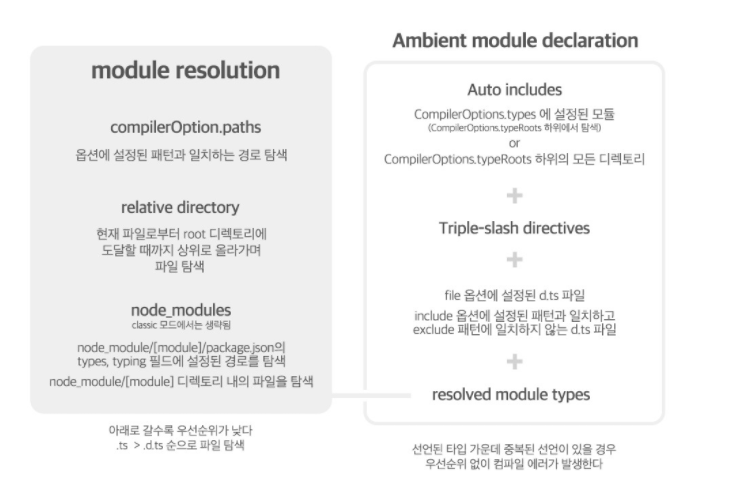 module resolution
compilerOption.paths
옵션에 설정된 패턴과 일치하는 경로 탐색
relative directory
현재 파일로부터 root 디렉토리에
도달할 때까지 상위로 올라가며
파일 탐색
node_modules
classic 모드에서는 생략됨
node_module/[module]/package.json의
types, typing 필드에 설정된 경로를 탐색
node_module/[module] 디렉토리 내의 파일을 탐색
아래로 갈수록 우선순위가 낮다
.ts > .d.ts 순으로 파일 탐색
Ambient module declaration
Auto includes
CompilerOptions.types 에 설정된 모듈
(CompilerOptions.typeRoots 하위에서 탐색)
or
CompilerOptions.typeRoots 하위의 모든 디렉토리
+
Triple-slash directives
+
file 옵션에 설정된 d.ts 파일
include 옵션에 설정된 패턴과 일치하고
exclude 패턴에 일치하지 않는 d.ts 파일
+
resolved module types
선언된 타입 가운데 중복된 선언이 있을 경우
우선순위 없이 컴파일 에러가 발생한다